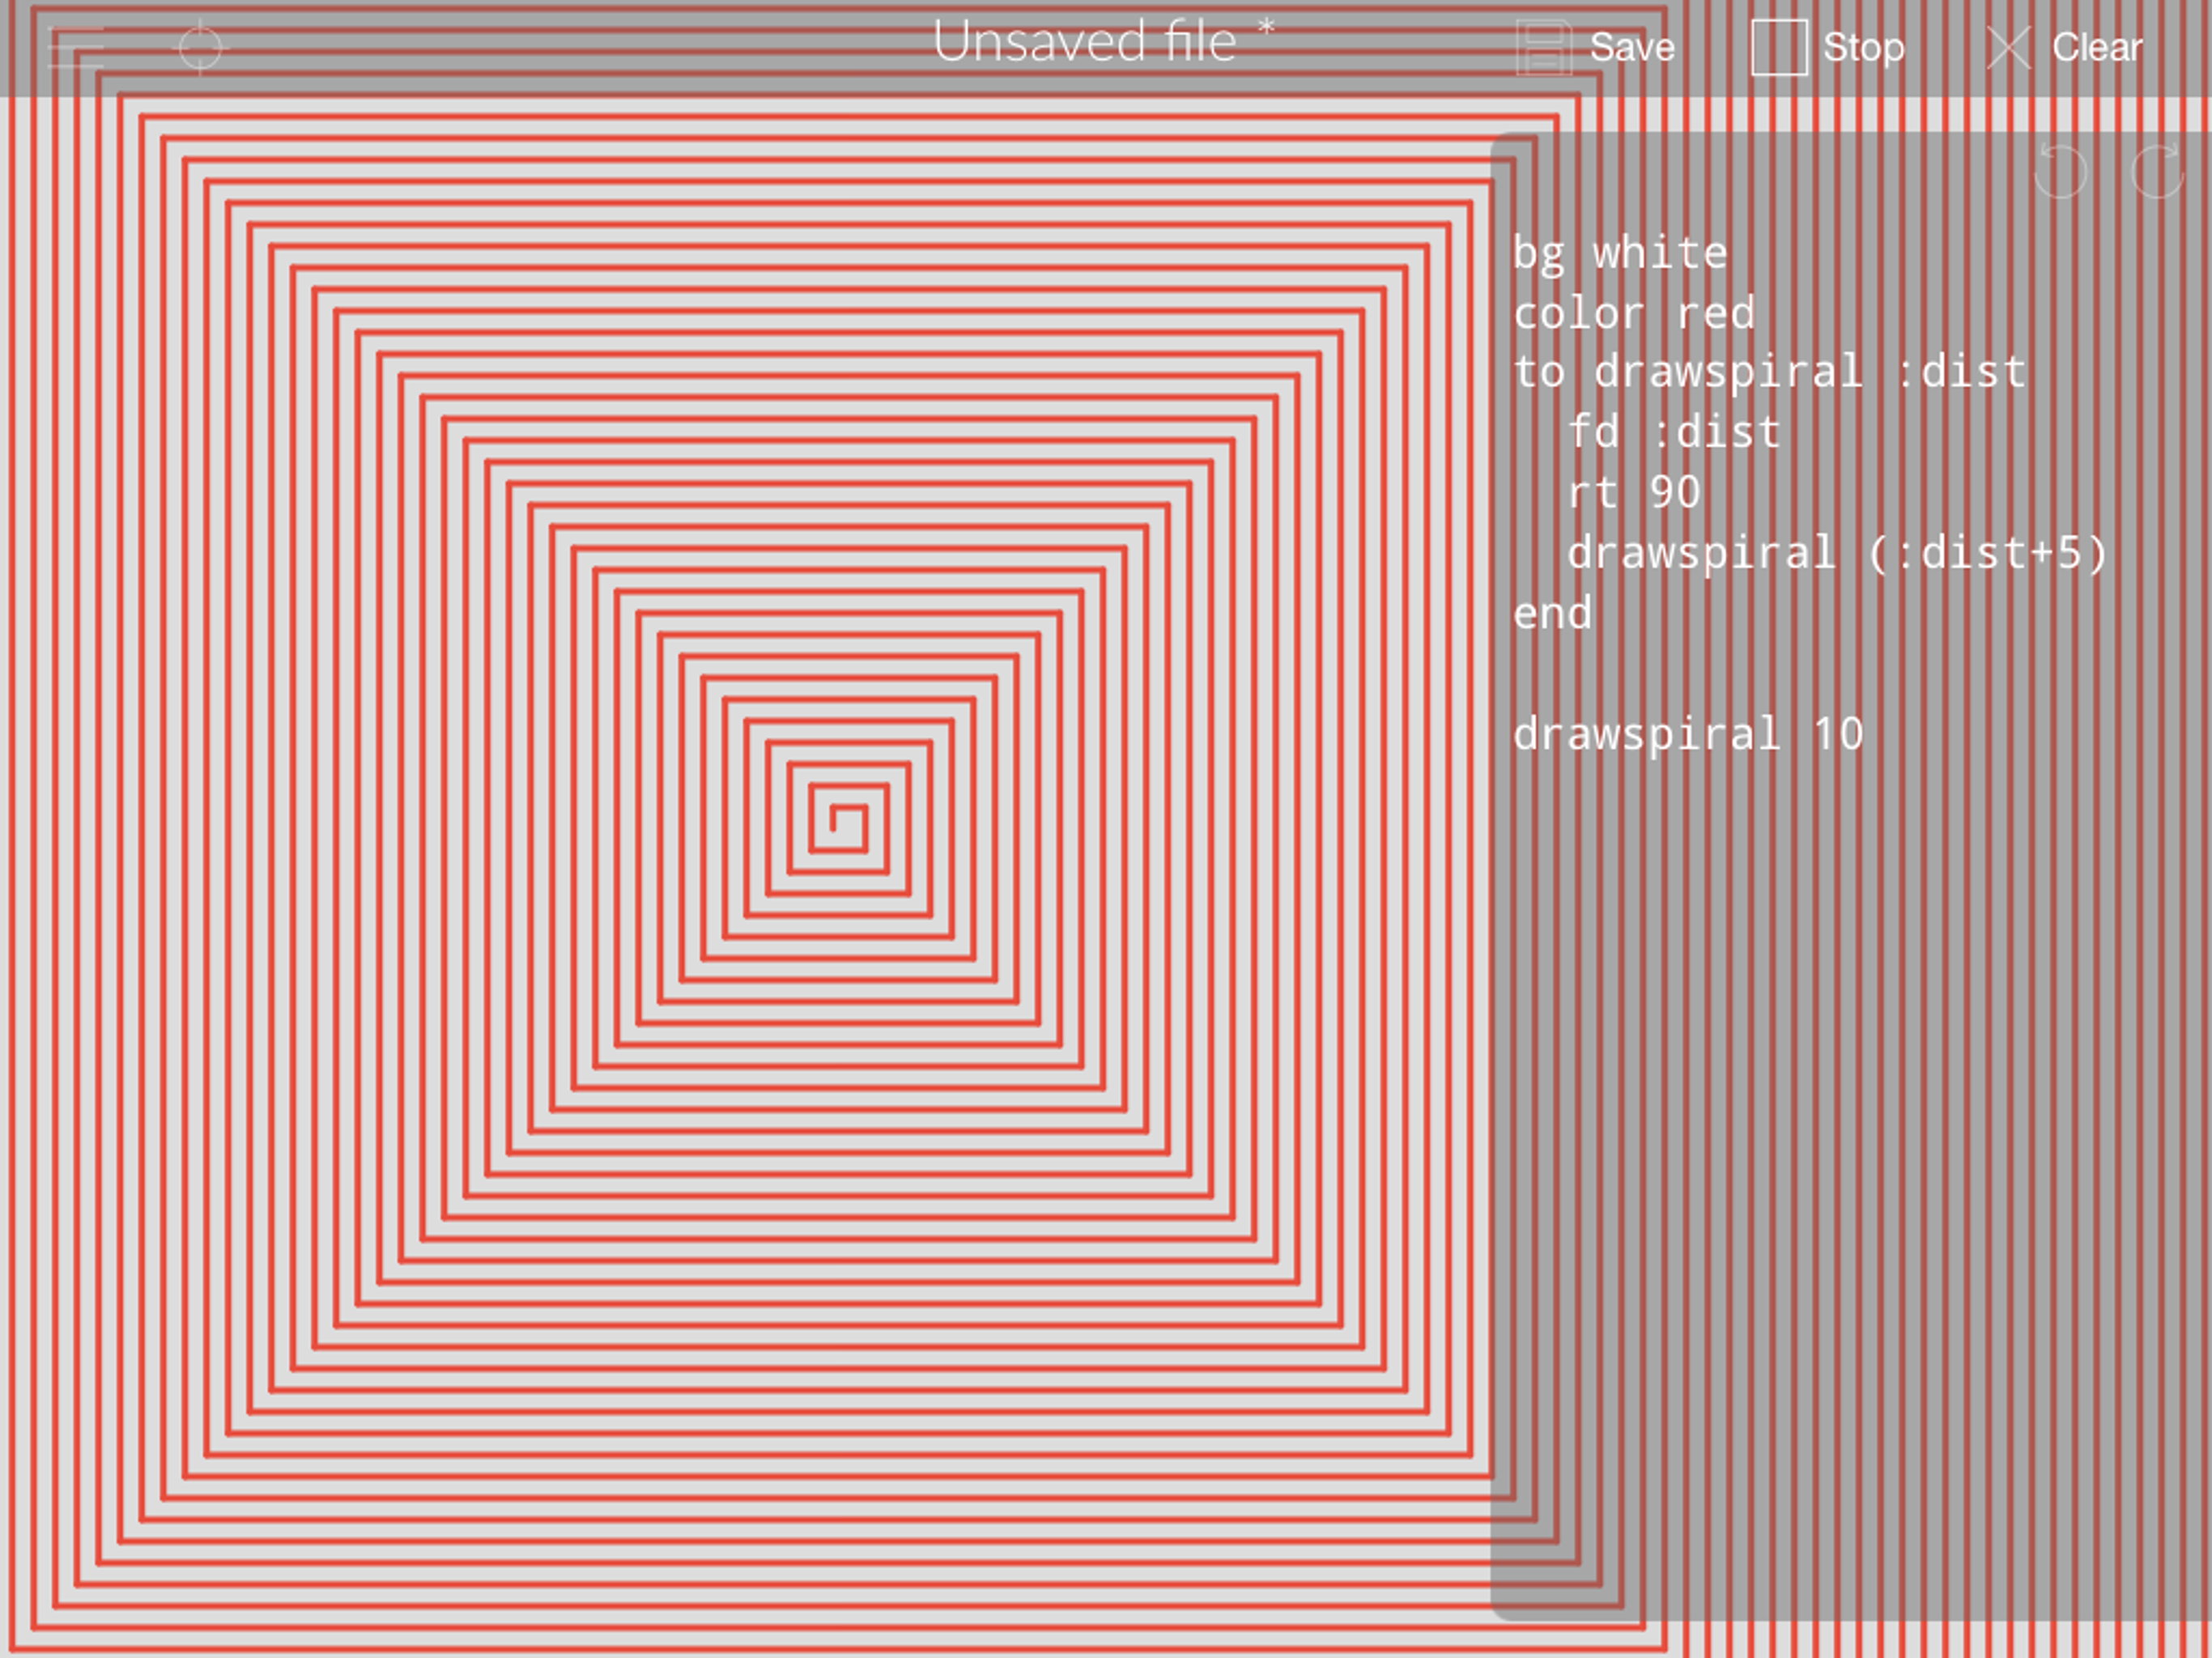 Unsaved file *
Save Stop Clear
bg white
color red
to drawspiral :dist
  fd :dist
  rt 90
  drawspiral (:dist+5)
end
drawspiral 10